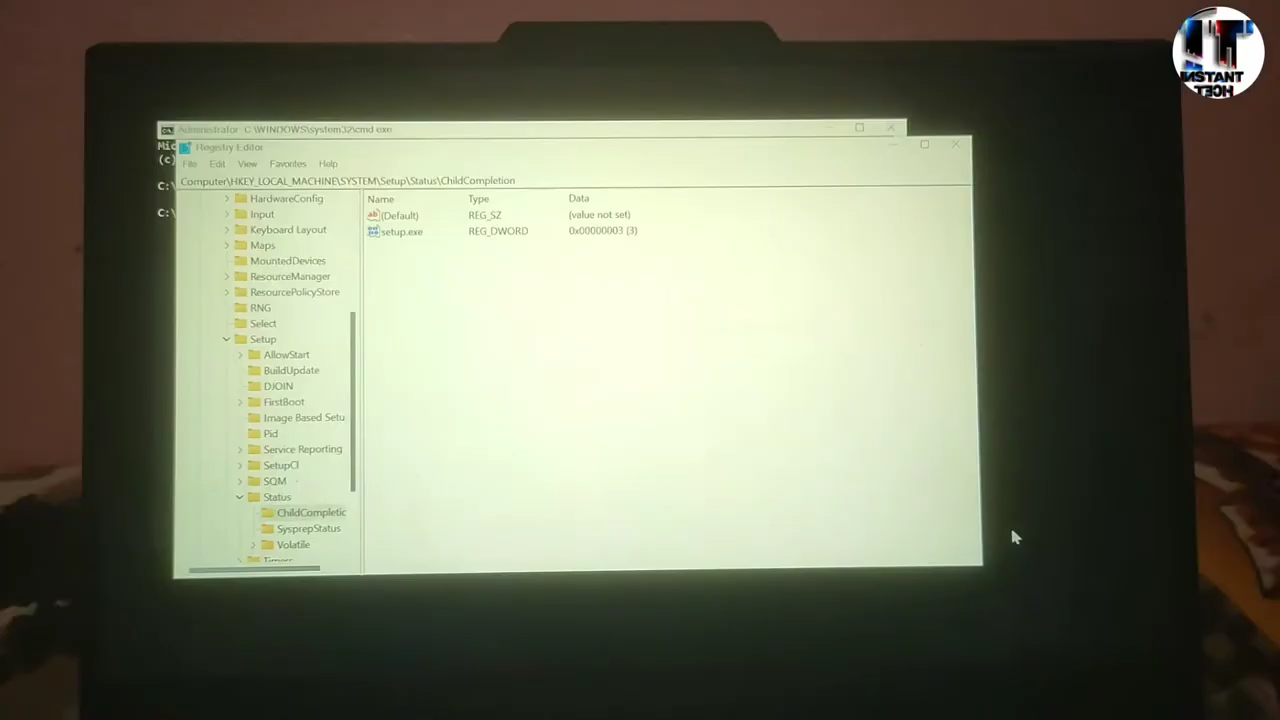 INSTANT
TECH
Administrator: C:\WINDOWS\system32\cmd.exe
Mic
(c)
C:\
C:\
Registry Editor
File Edit View Favorites Help
Computer\HKEY_LOCAL_MACHINE\SYSTEM\Setup\Status\ChildCompletion
Name Type Data
(Default) REG_SZ (value not set)
setup.exe REG_DWORD 0x00000003 (3)
HardwareConfig
Input
Keyboard Layout
Maps
MountedDevices
ResourceManager
ResourcePolicyStore
RNG
Select
Setup
AllowStart
BuildUpdate
DJOIN
FirstBoot
Image Based Setu
Pid
Service Reporting
SetupCl
SQM
Status
ChildCompletic
SysprepStatus
Volatile
Timers